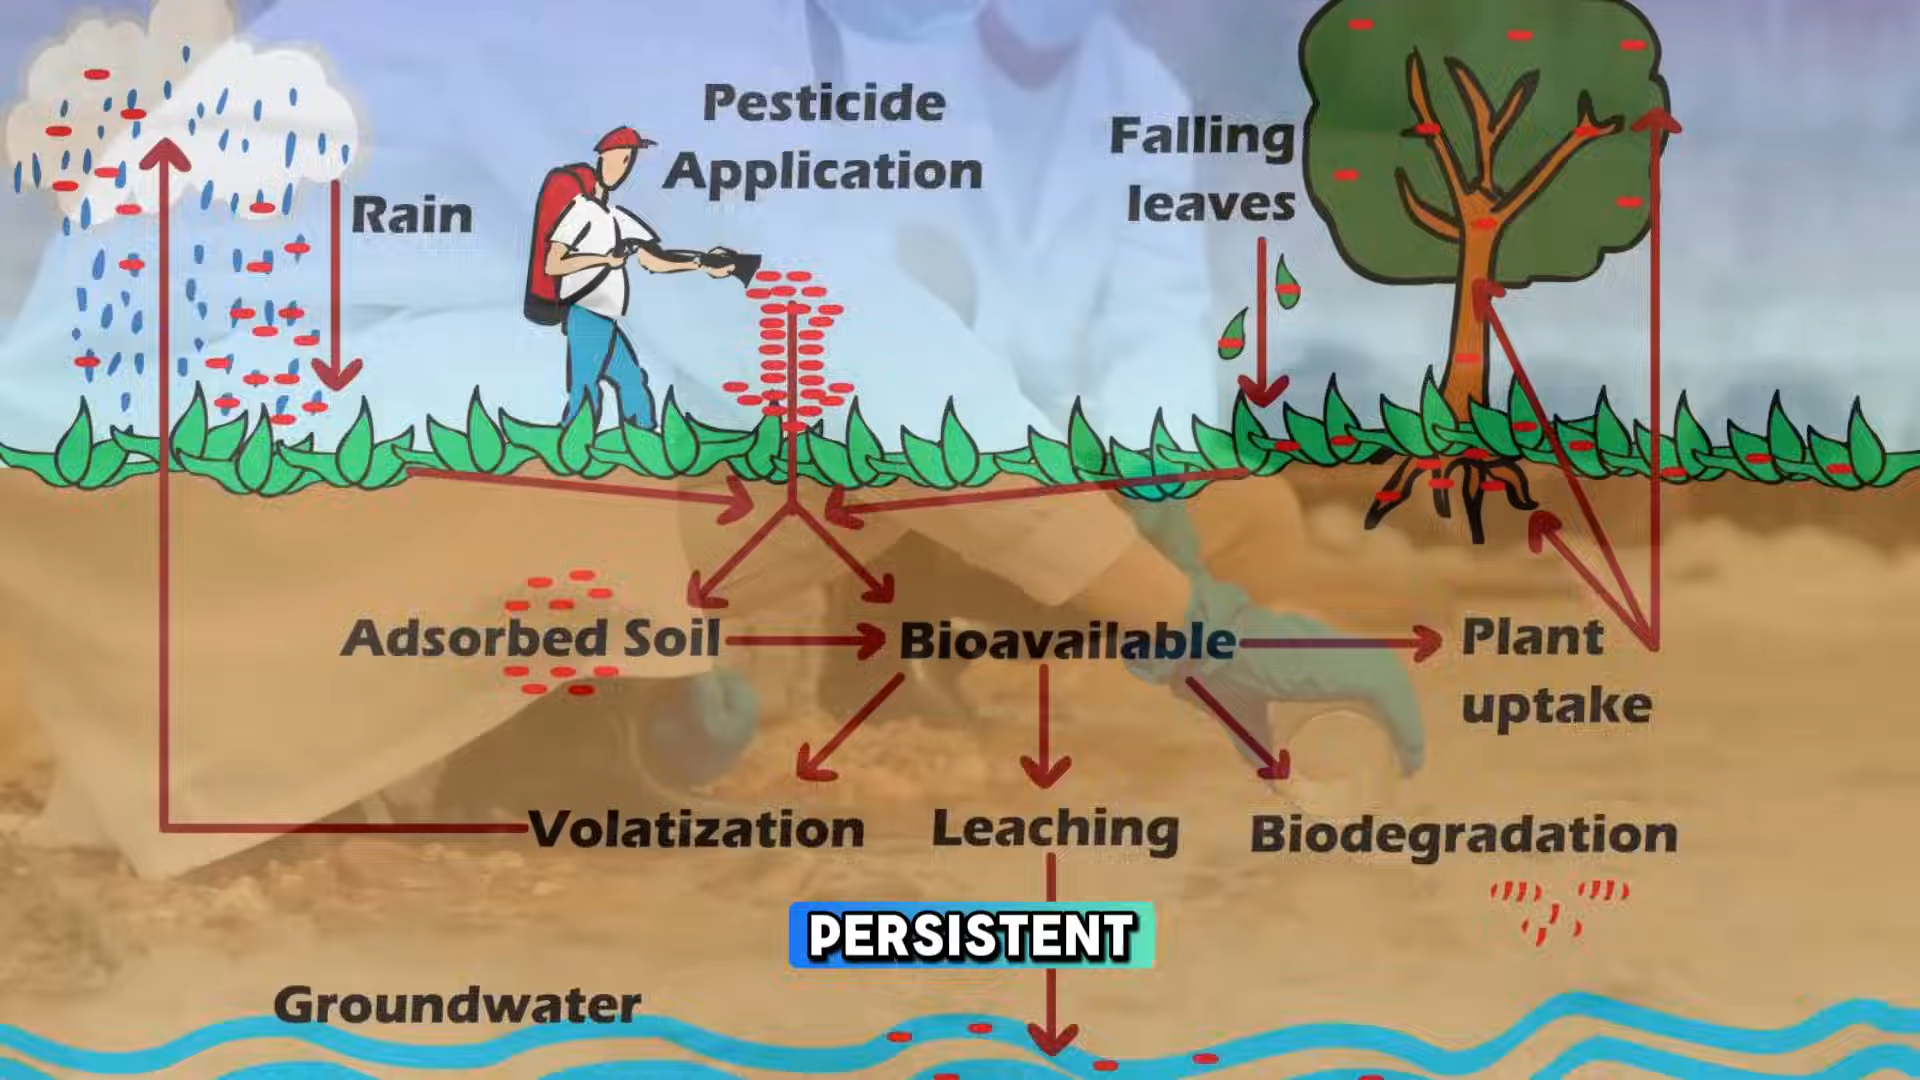 Pesticide
Application
Falling
leaves
Rain
Adsorbed Soil
Bioavailable
Plant
uptake
Volatization
Leaching
Biodegradation
PERSISTENT
Groundwater